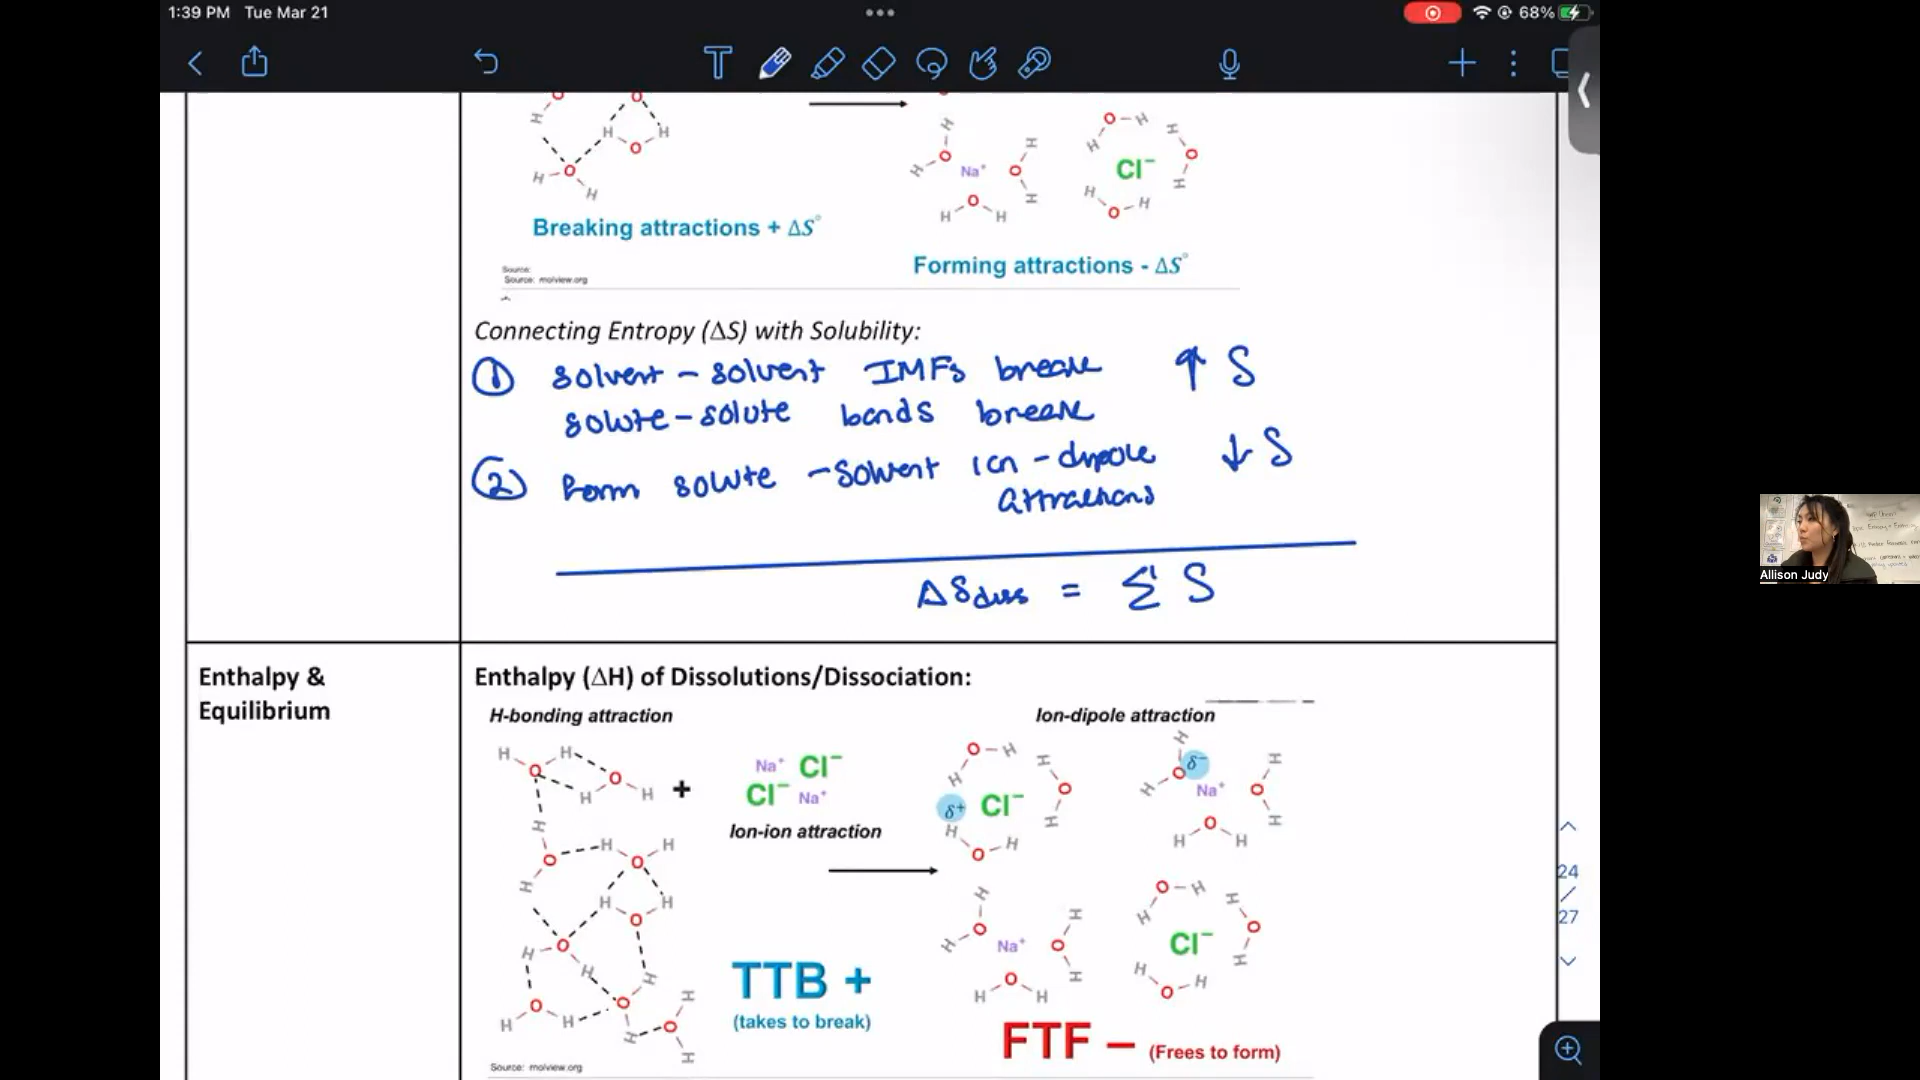 1:39 PM Tue Mar 21
68%
H
O
O
H H
O
H O H
H
H
O
H Na⁺
O H
H
O
H H
O H
H
H
O
H
Cl⁻
H
O H
Breaking attractions + ΔS°
Forming attractions - ΔS°
Source:
Source: molview.org
Connecting Entropy (ΔS) with Solubility:
① solvent – solvent IMFs break ↑ S
solute – solute bonds break
② form solute – solvent ion – dipole ↓ S
attractions
ΔSdiss = Σ S
Allison Judy
Enthalpy &
Equilibrium
Enthalpy (ΔH) of Dissolutions/Dissociation:
H-bonding attraction
Ion-dipole attraction
H H
O O
H H
+
Na⁺ Cl⁻
Cl⁻ Na⁺
Ion-ion attraction
O H
H
δ⁺ Cl⁻
H
O
H
H
O H
H
O
δ⁻
H Na⁺
H
O
H
O
H H
H
O H H
H O
H H
O
H O
H
O H
H O
H H
O
H
TTB +
(takes to break)
H
O
H Na⁺
H
O
H
O
H H
O H
H
Cl⁻
H
O
H
H
O H
FTF – (Frees to form)
Source: molview.org
24
/
27